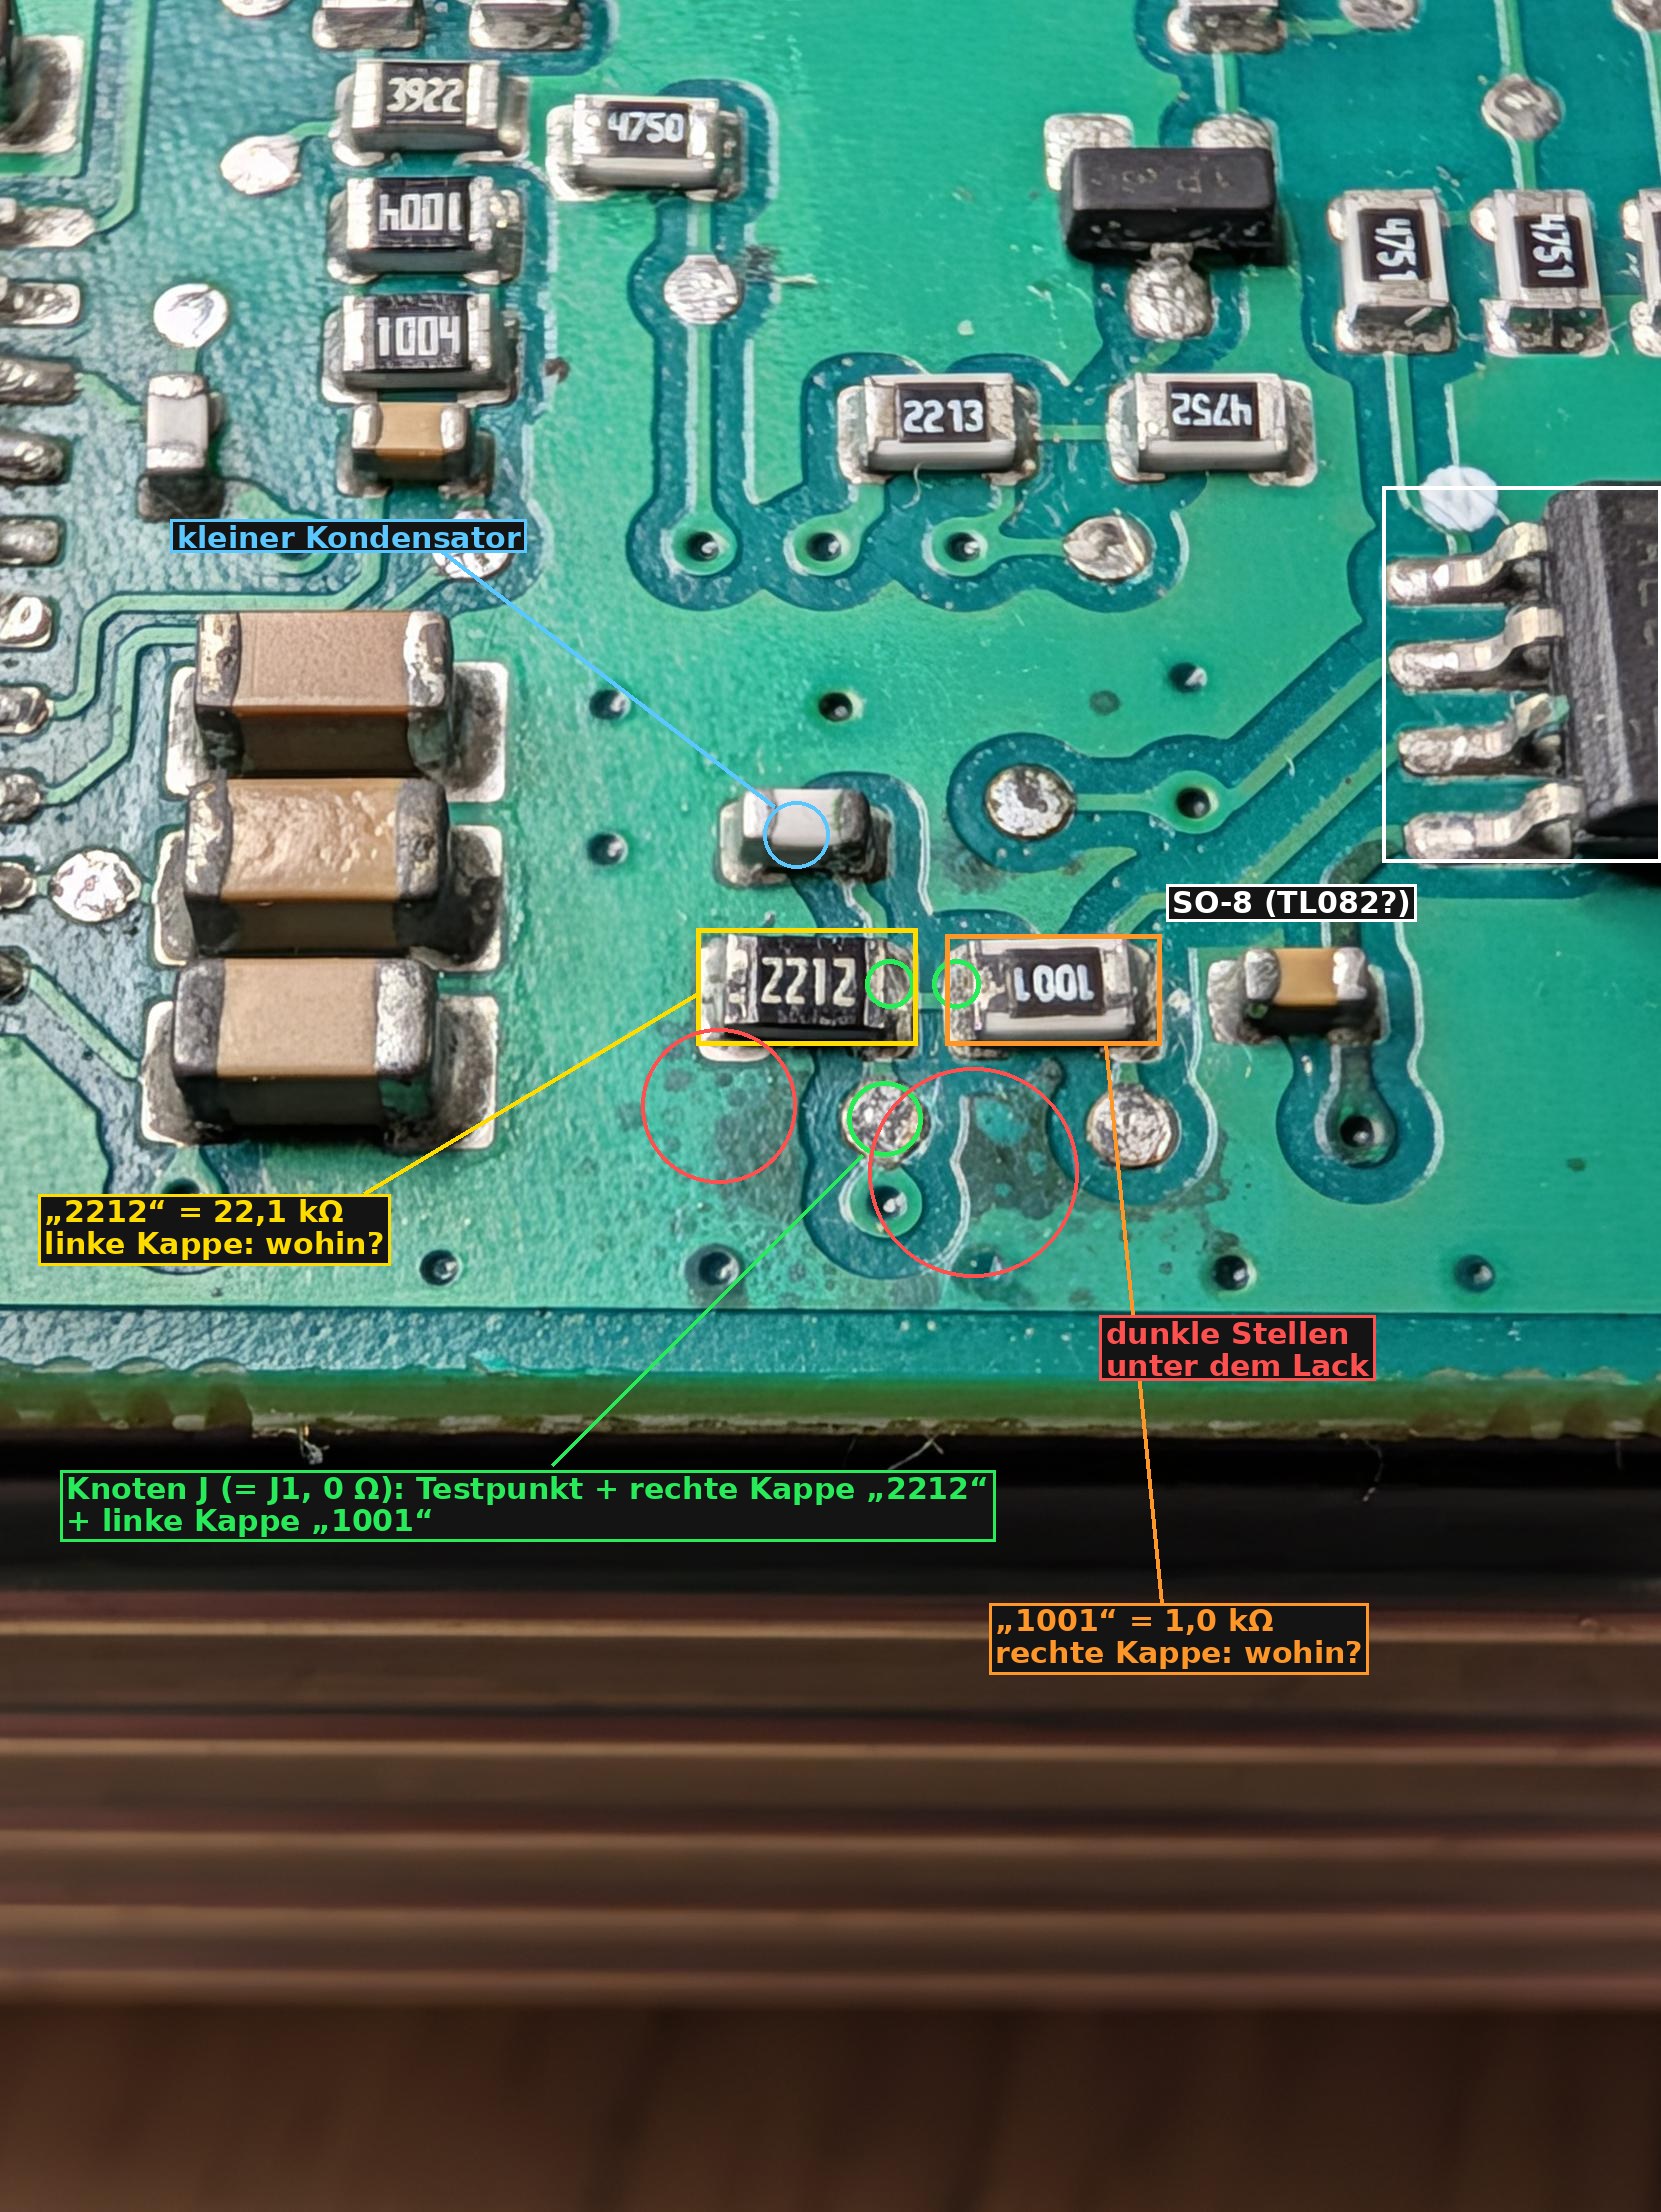 3922
4750
1004
1004
4751
4751
2213
4752
kleiner Kondensator
SO-8 (TL082?)
2212
1001
„2212“ = 22,1 kΩ
linke Kappe: wohin?
dunkle Stellen
unter dem Lack
Knoten J (= J1, 0 Ω): Testpunkt + rechte Kappe „2212“
+ linke Kappe „1001“
„1001“ = 1,0 kΩ
rechte Kappe: wohin?